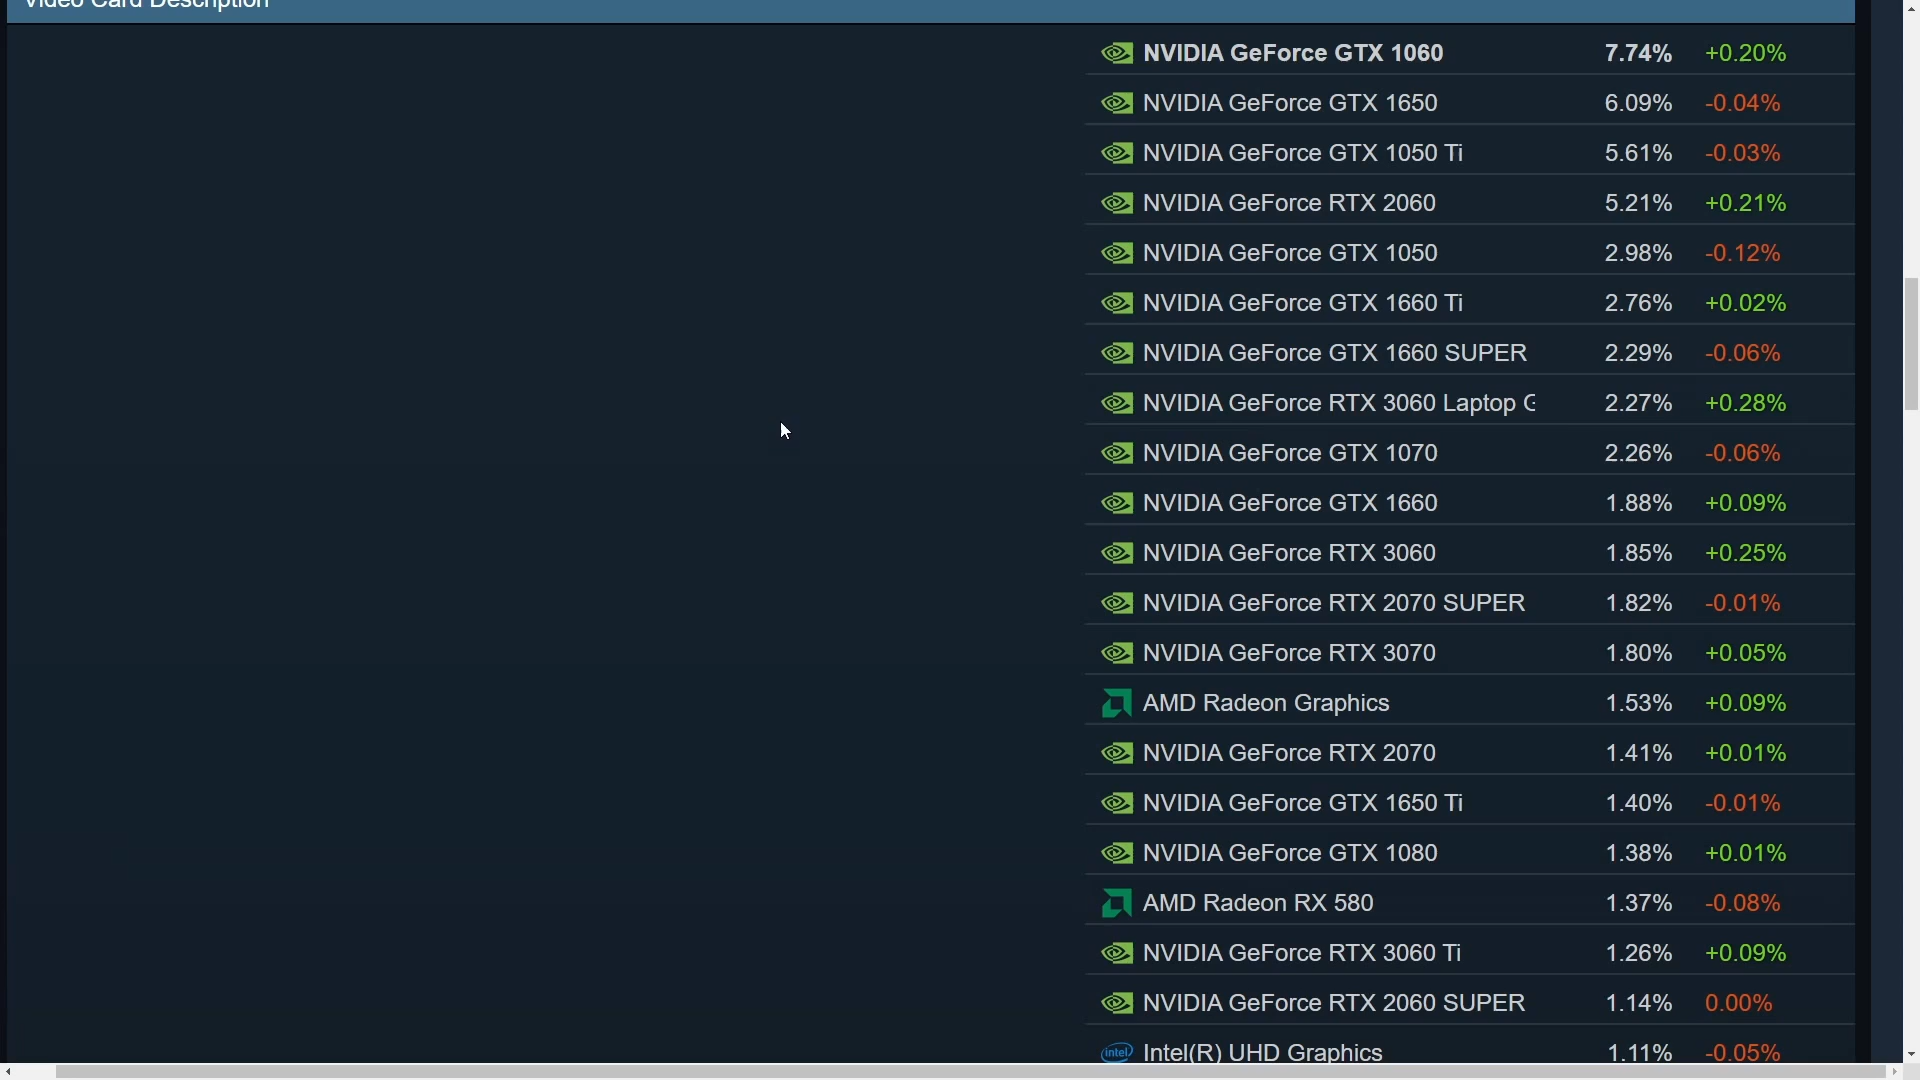 Video Card Description
NVIDIA GeForce GTX 1060 7.74% +0.20%
NVIDIA GeForce GTX 1650 6.09% -0.04%
NVIDIA GeForce GTX 1050 Ti 5.61% -0.03%
NVIDIA GeForce RTX 2060 5.21% +0.21%
NVIDIA GeForce GTX 1050 2.98% -0.12%
NVIDIA GeForce GTX 1660 Ti 2.76% +0.02%
NVIDIA GeForce GTX 1660 SUPER 2.29% -0.06%
NVIDIA GeForce RTX 3060 Laptop G 2.27% +0.28%
NVIDIA GeForce GTX 1070 2.26% -0.06%
NVIDIA GeForce GTX 1660 1.88% +0.09%
NVIDIA GeForce RTX 3060 1.85% +0.25%
NVIDIA GeForce RTX 2070 SUPER 1.82% -0.01%
NVIDIA GeForce RTX 3070 1.80% +0.05%
AMD Radeon Graphics 1.53% +0.09%
NVIDIA GeForce RTX 2070 1.41% +0.01%
NVIDIA GeForce GTX 1650 Ti 1.40% -0.01%
NVIDIA GeForce GTX 1080 1.38% +0.01%
AMD Radeon RX 580 1.37% -0.08%
NVIDIA GeForce RTX 3060 Ti 1.26% +0.09%
NVIDIA GeForce RTX 2060 SUPER 1.14% 0.00%
intel Intel(R) UHD Graphics 1.11% -0.05%